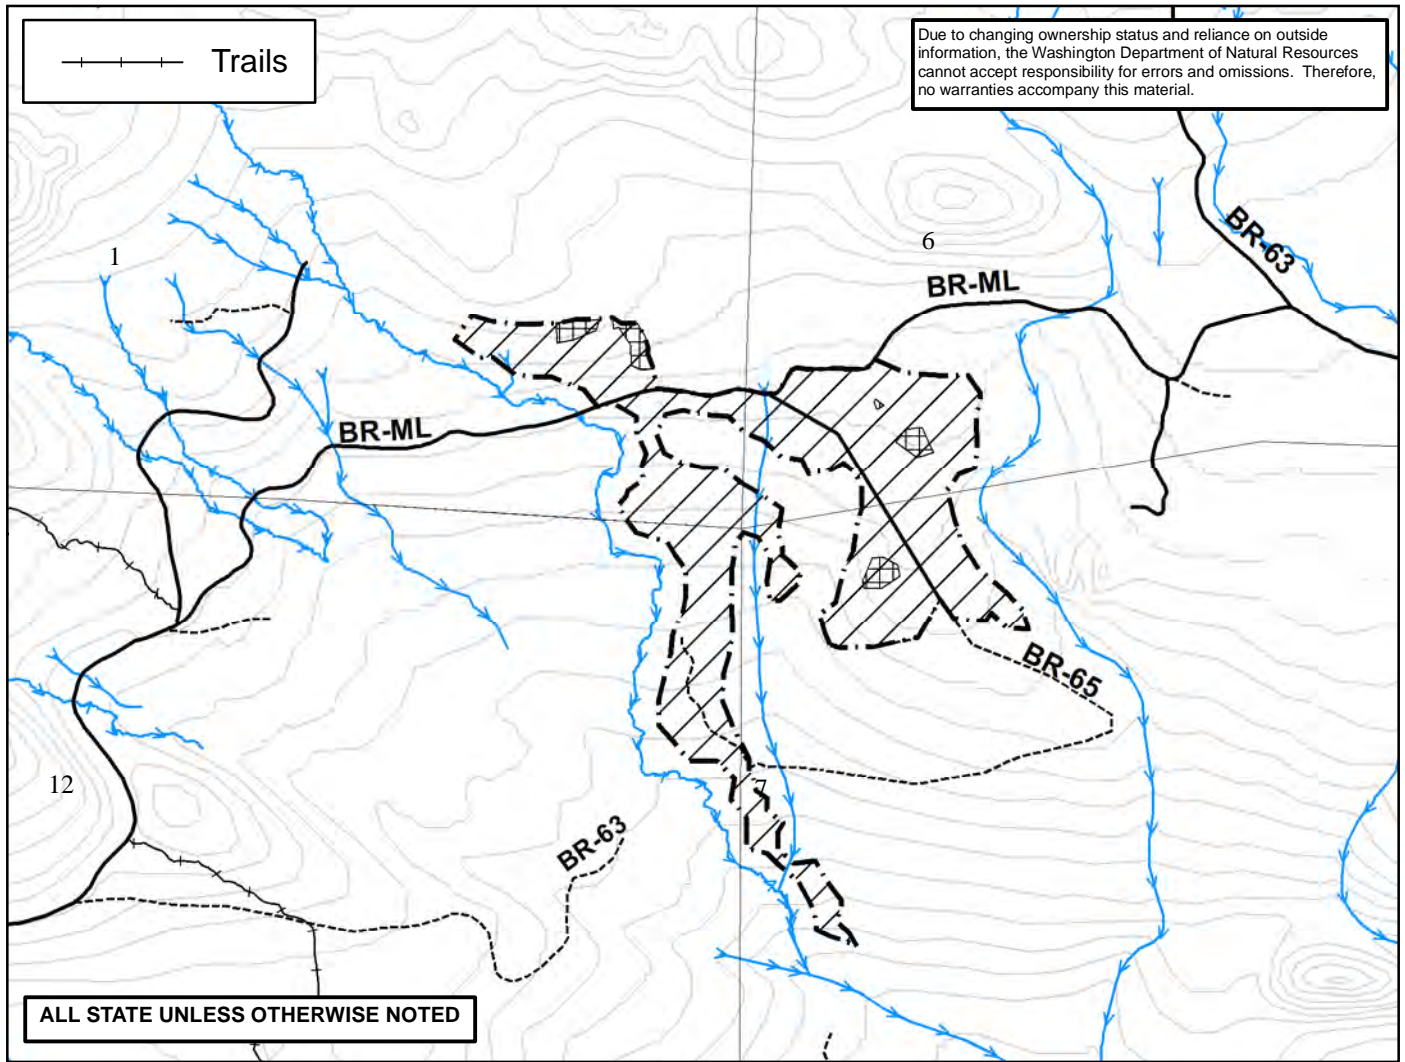 Trails
Due to changing ownership status and reliance on outside
information, the Washington Department of Natural Resources
cannot accept responsibility for errors and omissions. Therefore,
no warranties accompany this material.
1
6
BR-63
BR-ML
BR-ML
BR-65
12
7
BR-63
ALL STATE UNLESS OTHERWISE NOTED